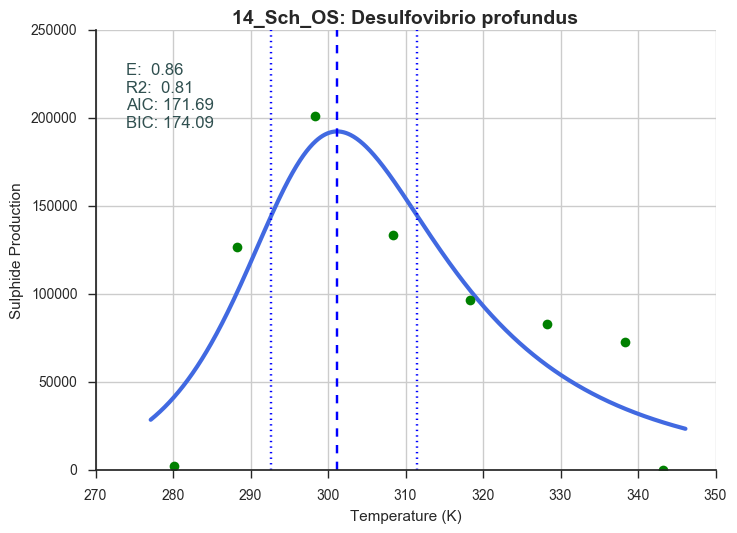 14_Sch_OS: Desulfovibrio profundus
250000
200000
150000
100000
50000
0
E: 0.86
R2: 0.81
AIC: 171.69
BIC: 174.09
Sulphide Production
270 280 290 300 310 320 330 340 350
Temperature (K)